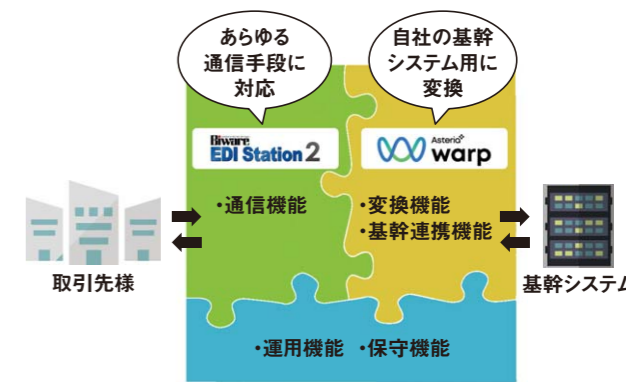 あらゆる
通信手段に
対応
自社の基幹
システム用に
変換
Biware
EDI Station 2
Asteria
warp
・通信機能
・変換機能
・基幹連携機能
取引先様
基幹システム
・運用機能 ・保守機能